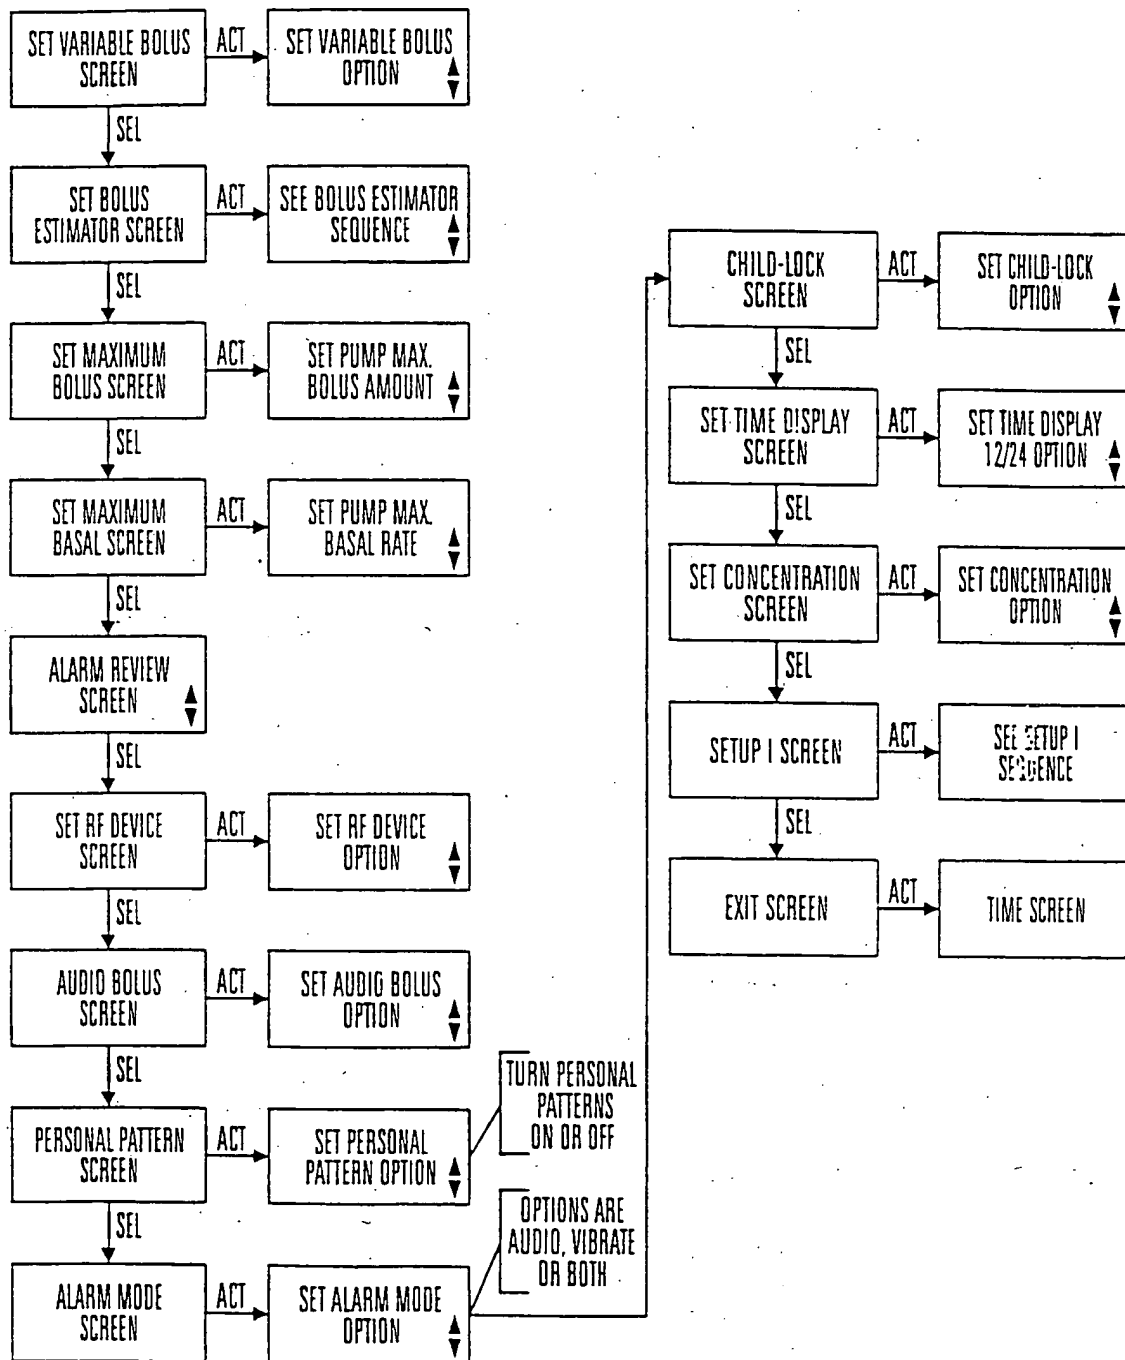 SET VARIABLE BOLUS
SCREEN
ACT
SET VARIABLE BOLUS
OPTION
SEL
SET BOLUS
ESTIMATOR SCREEN
ACT
SEE BOLUS ESTIMATOR
SEQUENCE
SEL
SET MAXIMUM
BOLUS SCREEN
ACT
SET PUMP MAX.
BOLUS AMOUNT
SEL
SET MAXIMUM
BASAL SCREEN
ACT
SET PUMP MAX.
BASAL RATE
SEL
ALARM REVIEW
SCREEN
SEL
SET RF DEVICE
SCREEN
ACT
SET RF DEVICE
OPTION
SEL
AUDIO BOLUS
SCREEN
ACT
SET AUDIO BOLUS
OPTION
SEL
PERSONAL PATTERN
SCREEN
ACT
SET PERSONAL
PATTERN OPTION
TURN PERSONAL
PATTERNS
ON OR OFF
SEL
ALARM MODE
SCREEN
ACT
SET ALARM MODE
OPTION
OPTIONS ARE
AUDIO, VIBRATE
OR BOTH
CHILD-LOCK
SCREEN
ACT
SET CHILD-LOCK
OPTION
SEL
SET TIME DISPLAY
SCREEN
ACT
SET TIME DISPLAY
12/24 OPTION
SEL
SET CONCENTRATION
SCREEN
ACT
SET CONCENTRATION
OPTION
SEL
SETUP I SCREEN
ACT
SEE SETUP I
SEQUENCE
SEL
EXIT SCREEN
ACT
TIME SCREEN